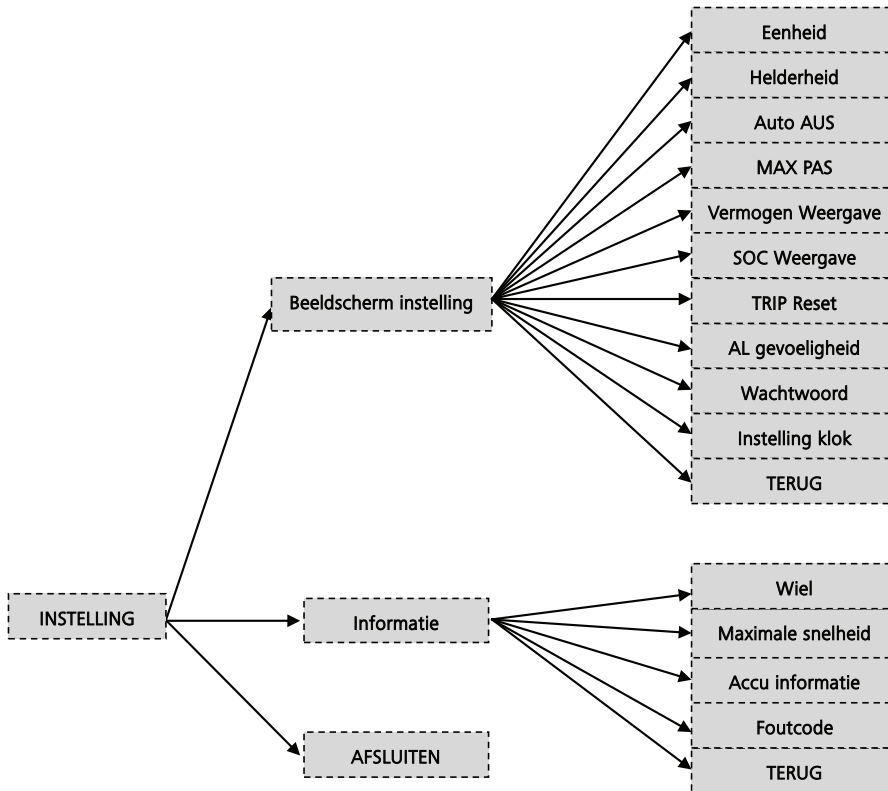 Eenheid
Helderheid
Auto AUS
MAX PAS
Vermogen Weergave
SOC Weergave
Beeldscherm instelling
TRIP Reset
AL gevoeligheid
Wachtwoord
Instelling klok
TERUG
INSTELLING
Informatie
Wiel
Maximale snelheid
Accu informatie
Foutcode
AFSLUITEN
TERUG